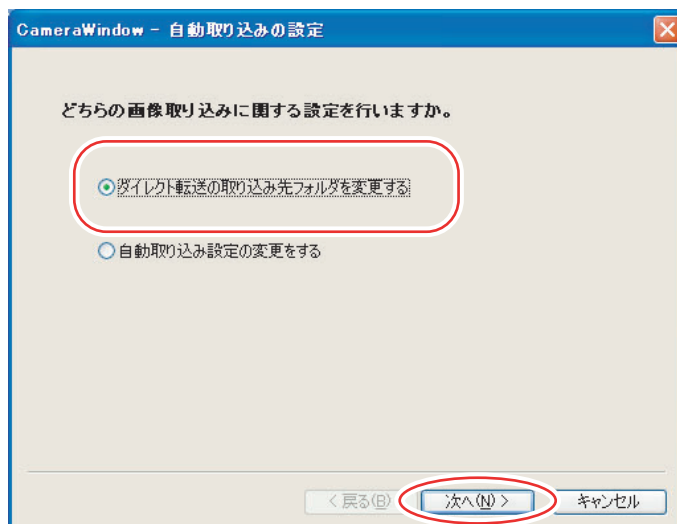 CameraWindow - 自動取り込みの設定
どちらの画像取り込みに関する設定を行いますか。
ダイレクト転送の取り込み先フォルダを変更する
自動取り込み設定の変更をする
< 戻る(B)
次へ(N) >
キャンセル